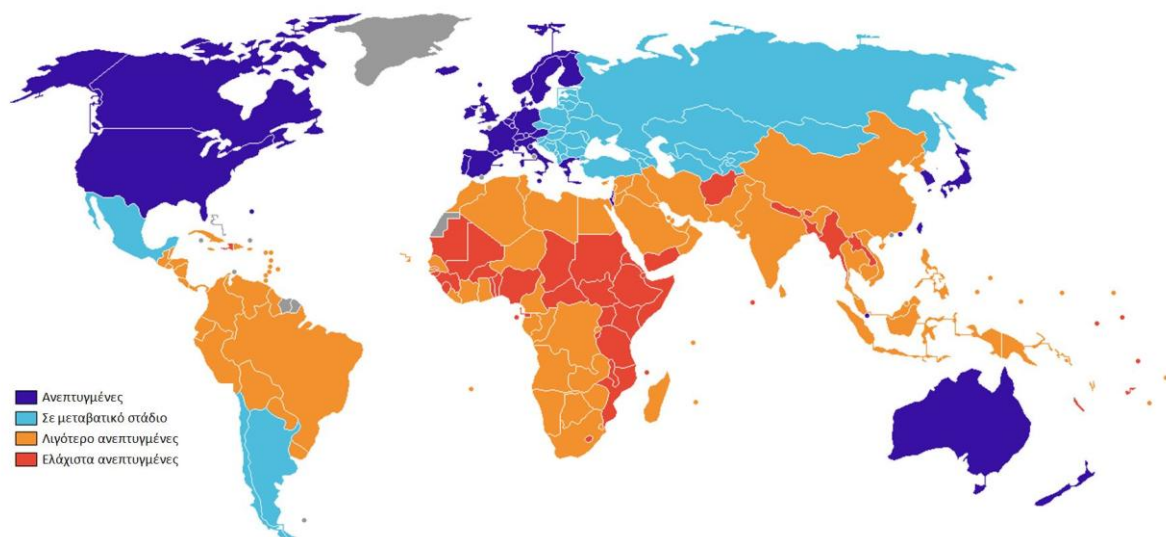 Ανεπτυγμένες
Σε μεταβατικό στάδιο
Λιγότερο ανεπτυγμένες
Ελάχιστα ανεπτυγμένες